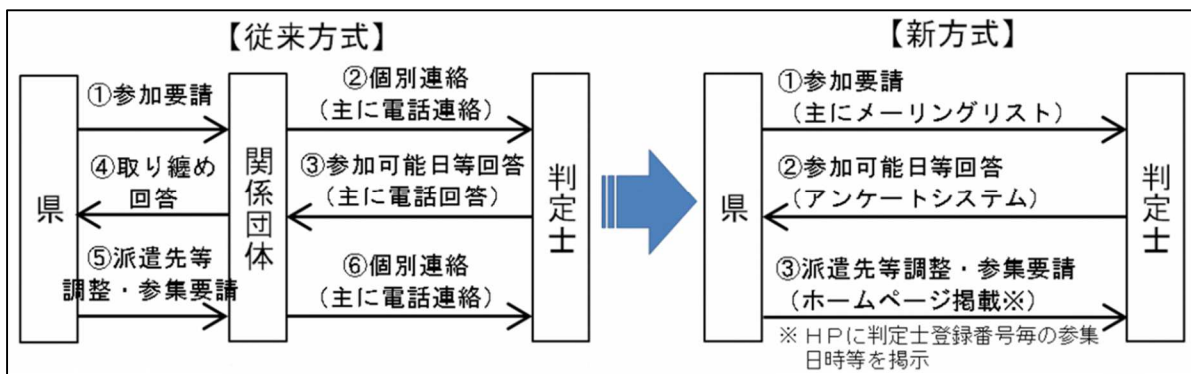 【従来方式】
県
①参加要請
④取り纏め
回答
⑤派遣先等
調整・参集要請
関係団体
②個別連絡
(主に電話連絡)
③参加可能日等回答
(主に電話回答)
⑥個別連絡
(主に電話連絡)
判定士
【新方式】
県
①参加要請
(主にメーリングリスト)
②参加可能日等回答
(アンケートシステム)
③派遣先等調整・参集要請
(ホームページ掲載※)
※ HPに判定士登録番号毎の参集
日時等を掲示
判定士